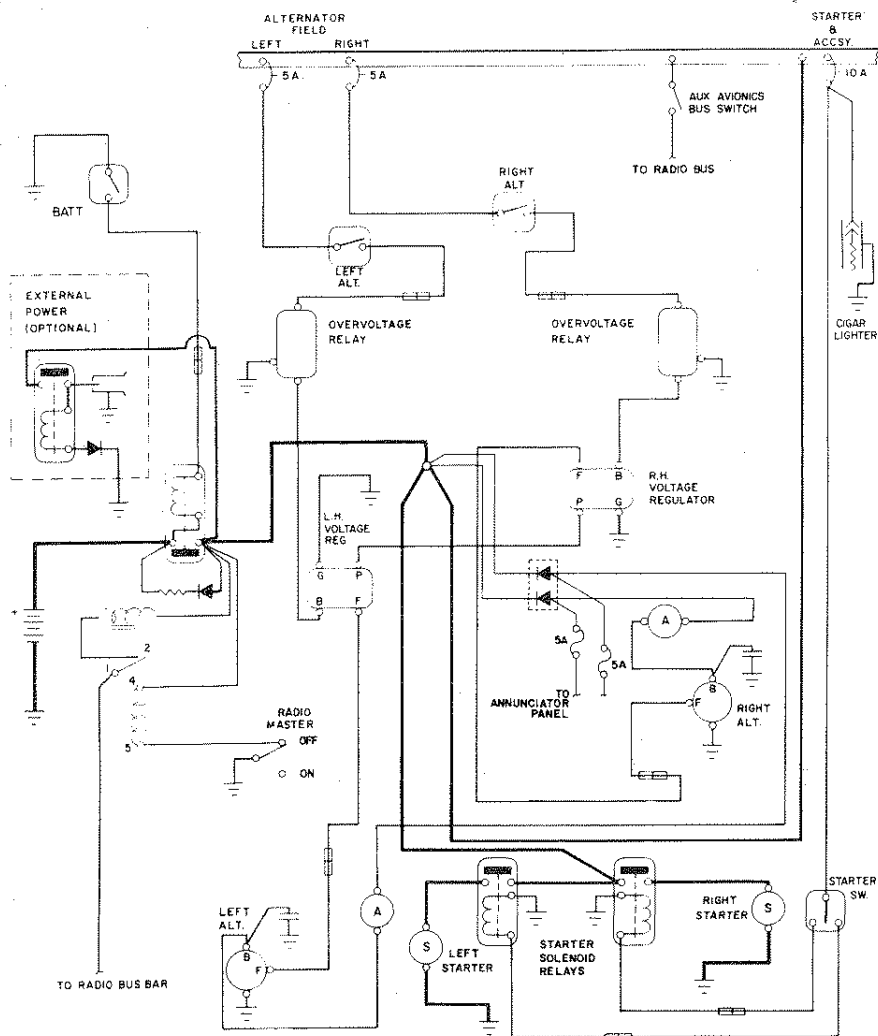 ALTERNATOR
FIELD
LEFT
RIGHT
STARTER
&
ACCSY.
5A.
5A
10A
AUX AVIONICS
BUS SWITCH
TO RADIO BUS
BATT
RIGHT
ALT
LEFT
ALT.
EXTERNAL
POWER
(OPTIONAL)
OVERVOLTAGE
RELAY
OVERVOLTAGE
RELAY
CIGAR
LIGHTER
F
B
P
G
R.H.
VOLTAGE
REGULATOR
L.H.
VOLTAGE
REG
G
P
B
F
+
1
2
4
5
5A
5A
TO
ANNUNCIATOR
PANEL
A
B
F
RIGHT
ALT.
RADIO
MASTER
OFF
ON
TO RADIO BUS BAR
LEFT
ALT.
B
F
A
S
LEFT
STARTER
STARTER
SOLENOID
RELAYS
RIGHT
STARTER
S
STARTER
SW.